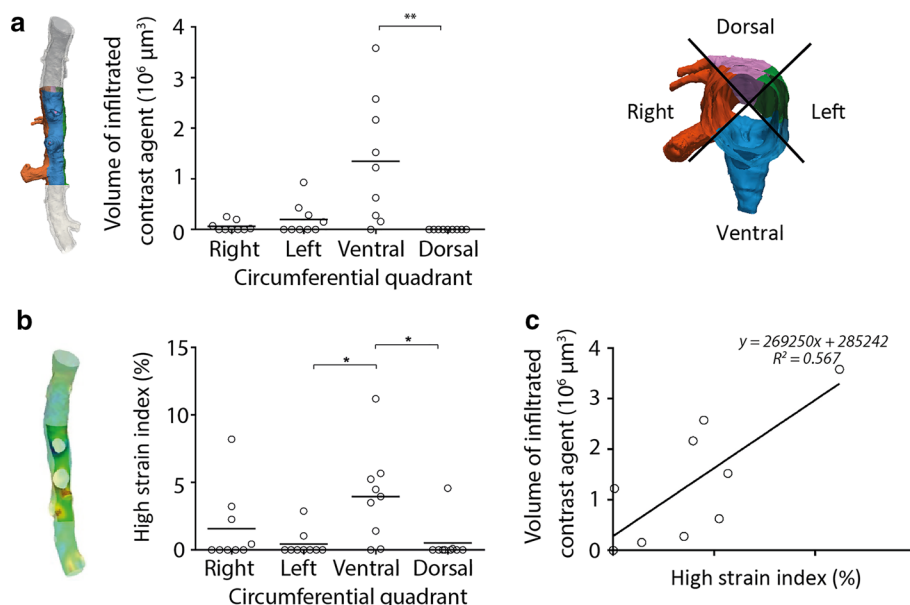 a
Volume of infiltrated
contrast agent (10⁶ µm³)
4
3
2
1
0
**
Right Left Ventral Dorsal
Circumferential quadrant
Dorsal
Right
Left
Ventral
b
High strain index (%)
15
10
5
0
*
*
Right Left Ventral Dorsal
Circumferential quadrant
c
Volume of infiltrated
contrast agent (10⁶ µm³)
4
3
2
1
0
y = 269250x + 285242
R² = 0.567
High strain index (%)